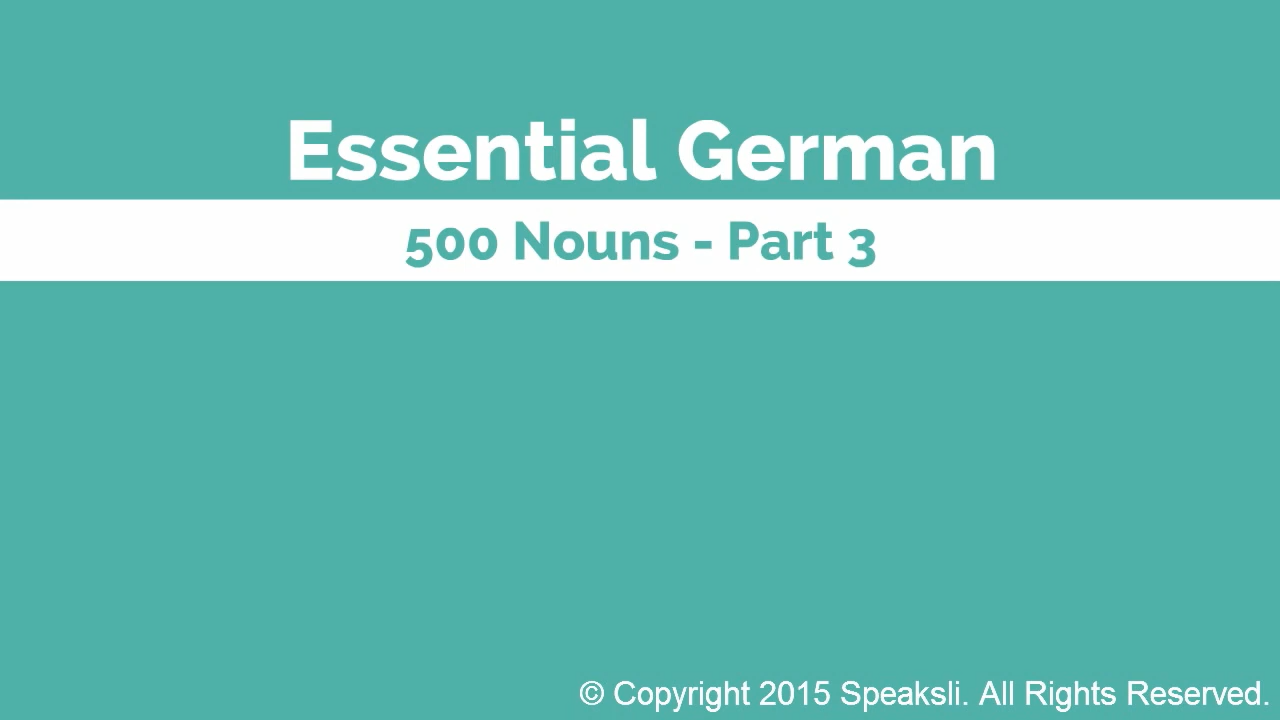 Essential German
500 Nouns - Part 3
© Copyright 2015 Speaksli. All Rights Reserved.